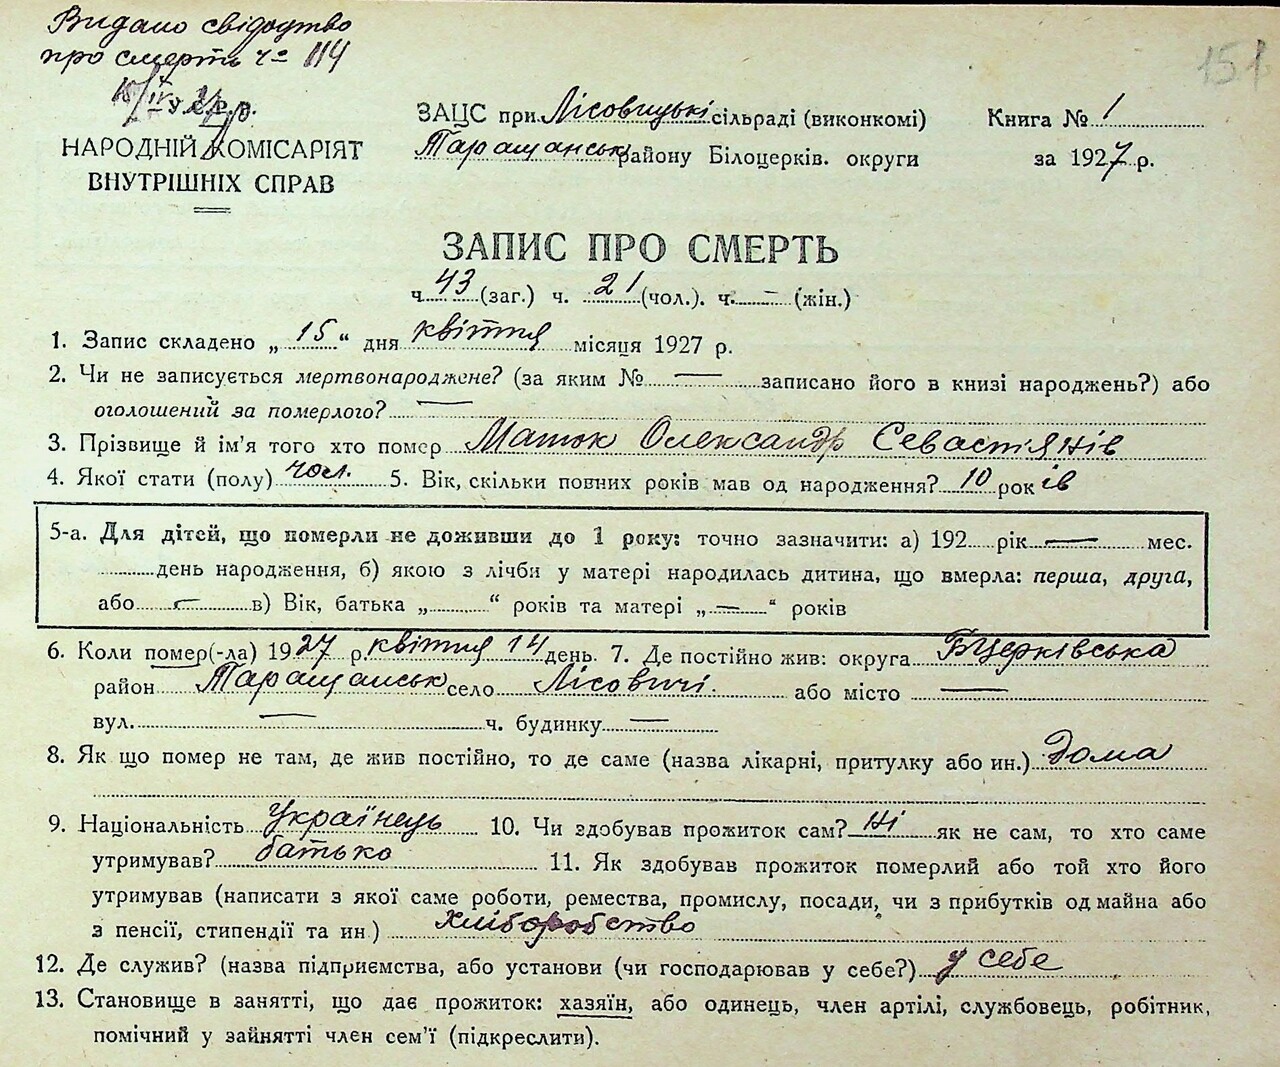 Видано свідоцтво
про смерть ч⁰ 114
151
ЗАЦС при Лісовицькі сільраді (виконкомі)
Книга № 1
Таращанськ району Білоцерків. округи
за 1927 р.
НАРОДНІЙ КОМІСАРІЯТ
ВНУТРІШНІХ СПРАВ
ЗАПИС ПРО СМЕРТЬ
ч. 43 (заг.) ч. 21 (чол.). ч. — (жін.)
1. Запис складено „ 15 “ дня квітня місяця 1927 р.
2. Чи не записується мертвонароджене? (за яким № — записано його в книзі народжень?) або
оголошений за померлого? —
3. Прізвище й ім’я того хто помер Матюк Олександр Севастіянів
4. Якої стати (полу) чол. 5. Вік, скільки повних років мав од народження? 10 років
5-а. Для дітей, що померли не доживши до 1 року: точно зазначити: а) 192 рік — мес.
день народження, б) якою з лічби у матері народилась дитина, що вмерла: перша, друга,
або — в) Вік, батька „ “ років та матері „ — “ років
6. Коли помер(-ла) 1927 р. квітня 14 день. 7. Де постійно жив: округа БЦерківська
район Таращанськ село Лісовичі. або місто —
вул. — ч. будинку —
8. Як що помер не там, де жив постійно, то де саме (назва лікарні, притулку або ин.) дома
9. Національність Українець 10. Чи здобував прожиток сам? Ні як не сам, то хто саме
утримував? батько 11. Як здобував прожиток померлий або той хто його
утримував (написати з якої саме роботи, ремества, промислу, посади, чи з прибутків од майна або
з пенсії, стипендії та ин) хліборобство
12. Де служив? (назва підприємства, або установи (чи господарював у себе?) у себе
13. Становище в занятті, що дає прожиток: хазяїн, або одинець, член артілі, службовець, робітник,
помічний у зайнятті член сем’ї (підкреслити).